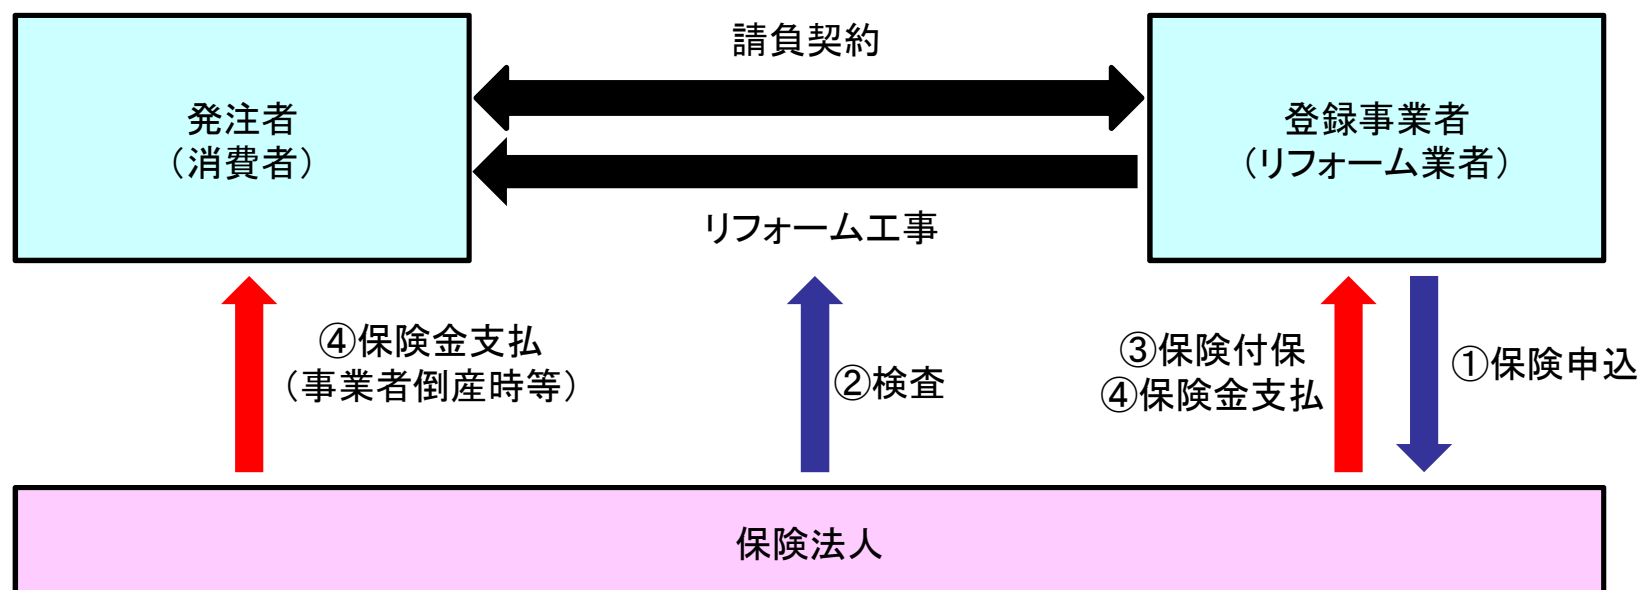 請負契約
発注者
（消費者）
登録事業者
（リフォーム業者）
リフォーム工事
④保険金支払
（事業者倒産時等）
②検査
③保険付保
④保険金支払
①保険申込
保険法人